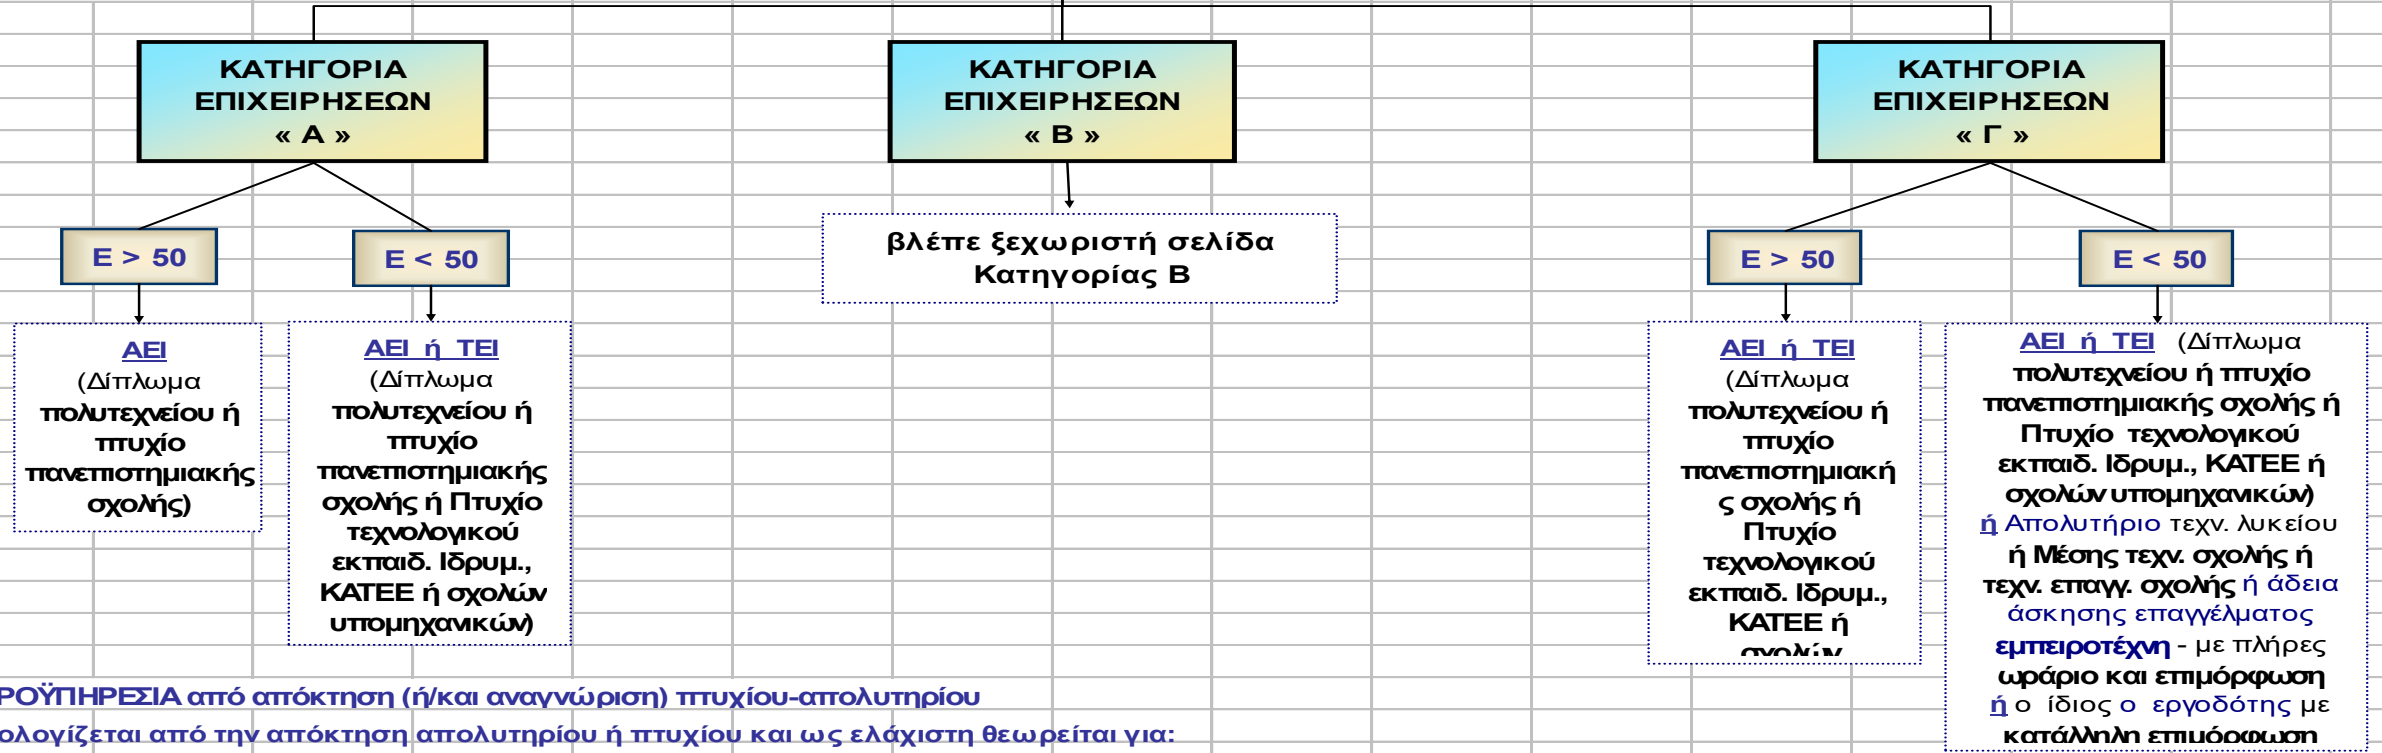 ΚΑΤΗΓΟΡΙΑ
ΕΠΙΧΕΙΡΗΣΕΩΝ
« Α »
ΚΑΤΗΓΟΡΙΑ
ΕΠΙΧΕΙΡΗΣΕΩΝ
« Β »
ΚΑΤΗΓΟΡΙΑ
ΕΠΙΧΕΙΡΗΣΕΩΝ
« Γ »
Ε > 50
Ε < 50
βλέπε ξεχωριστή σελίδα
Κατηγορίας Β
Ε > 50
Ε < 50
ΑΕΙ
(Δίπλωμα
πολυτεχνείου ή
πτυχίο
πανεπιστημιακής
σχολής)
ΑΕΙ ή ΤΕΙ
(Δίπλωμα
πολυτεχνείου ή
πτυχίο
πανεπιστημιακής
σχολής ή Πτυχίο
τεχνολογικού
εκπαιδ. Ιδρυμ.,
ΚΑΤΕΕ ή σχολών
υπομηχανικών)
ΑΕΙ ή ΤΕΙ
(Δίπλωμα
πολυτεχνείου ή
πτυχίο
πανεπιστημιακή
ς σχολής ή
Πτυχίο
τεχνολογικού
εκπαιδ. Ιδρυμ.,
ΚΑΤΕΕ ή
σχολών
ΑΕΙ ή ΤΕΙ (Δίπλωμα
πολυτεχνείου ή πτυχίο
πανεπιστημιακής σχολής ή
Πτυχίο τεχνολογικού
εκπαιδ. Ιδρυμ., ΚΑΤΕΕ ή
σχολών υπομηχανικών)
ή Απολυτήριο τεχν. λυκείου
ή Μέσης τεχν. σχολής ή
τεχν. επαγγ. σχολής ή άδεια
άσκησης επαγγέλματος
εμπειροτέχνη - με πλήρες
ωράριο και επιμόρφωση
ή ο ίδιος ο εργοδότης με
κατάλληλη επιμόρφωση
ΡΟΫΠΗΡΕΣΙΑ από απόκτηση (ή/και αναγνώριση) πτυχίου-απολυτηρίου
ολογίζεται από την απόκτηση απολυτηρίου ή πτυχίου και ως ελάχιστη θεωρείται για: